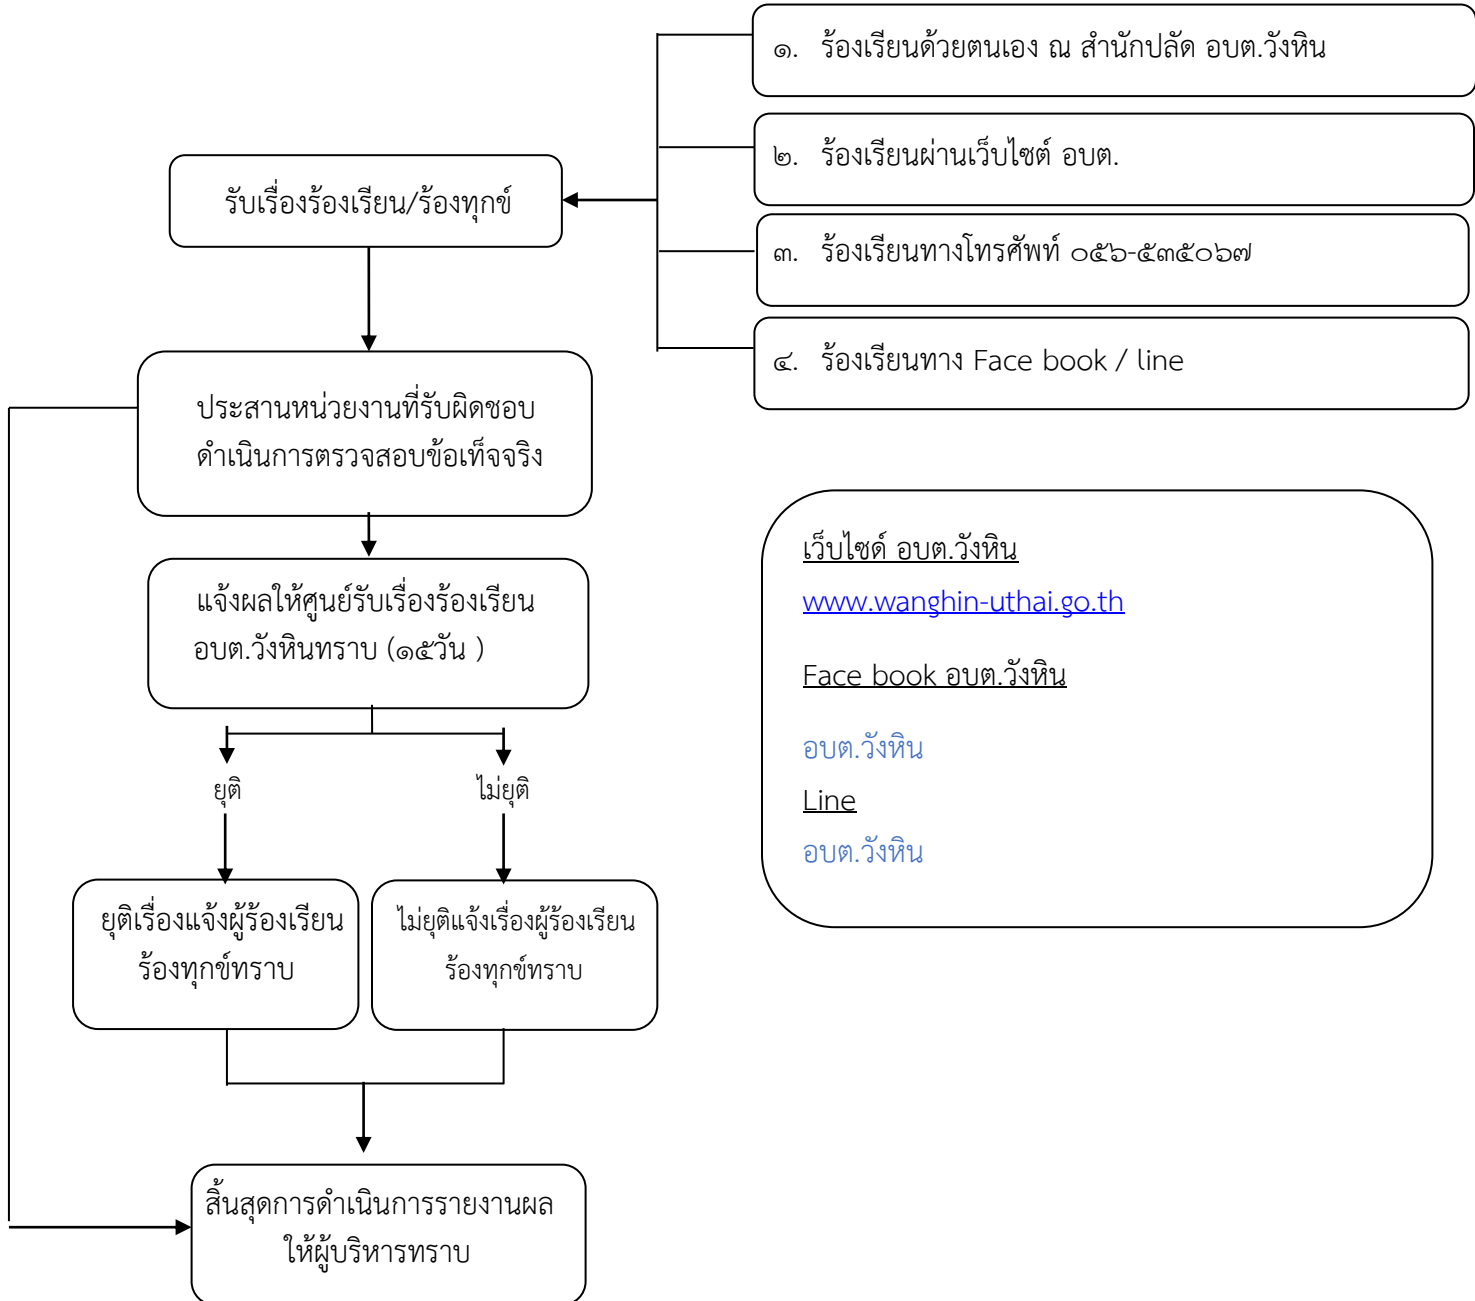 ๑. ร้องเรียนด้วยตนเอง ณ สำนักปลัด อบต.วังหิน
๒. ร้องเรียนผ่านเว็บไซต์ อบต.
รับเรื่องร้องเรียน/ร้องทุกข์
๓. ร้องเรียนทางโทรศัพท์ ๐๕๖-๕๓๕๐๖๗
๔. ร้องเรียนทาง Face book / line
ประสานหน่วยงานที่รับผิดชอบ
ดำเนินการตรวจสอบข้อเท็จจริง
แจ้งผลให้ศูนย์รับเรื่องร้องเรียน
อบต.วังหินทราบ (๑๕วัน )
เว็บไซด์ อบต.วังหิน
www.wanghin-uthai.go.th
Face book อบต.วังหิน
อบต.วังหิน
Line
อบต.วังหิน
ยุติ
ไม่ยุติ
ยุติเรื่องแจ้งผู้ร้องเรียน
ร้องทุกข์ทราบ
ไม่ยุติแจ้งเรื่องผู้ร้องเรียน
ร้องทุกข์ทราบ
สิ้นสุดการดำเนินการรายงานผล
ให้ผู้บริหารทราบ